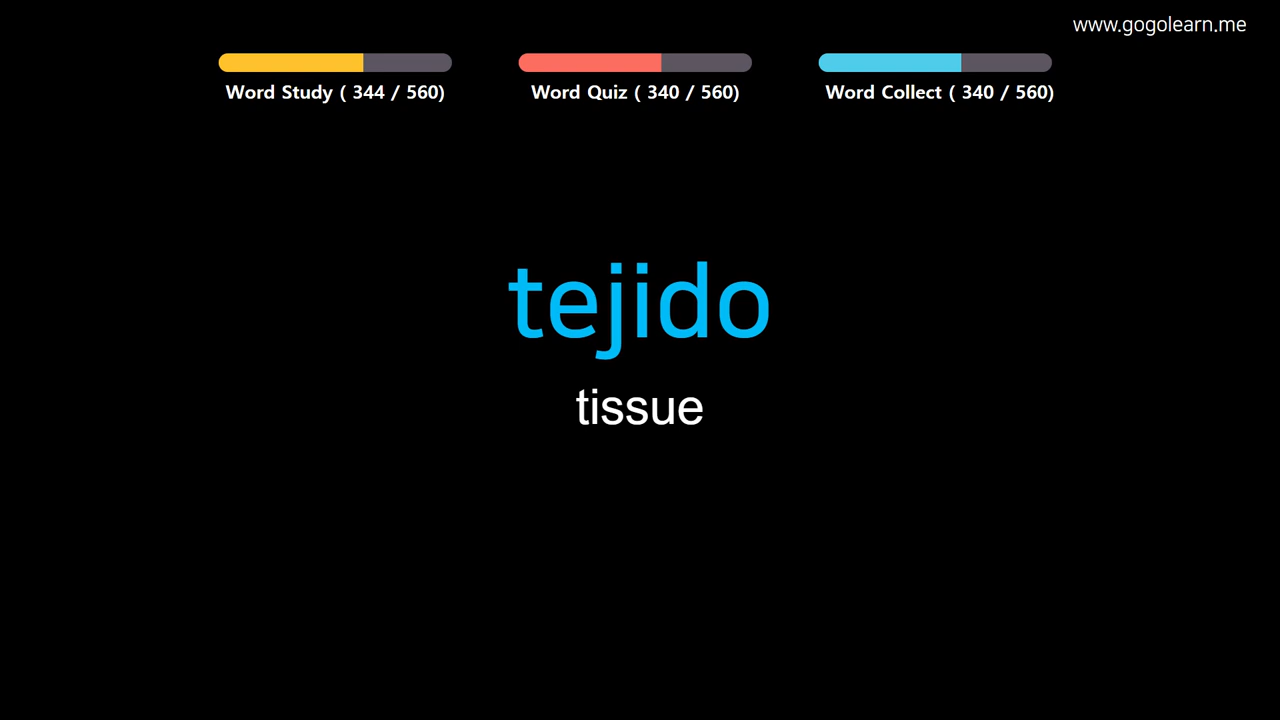 www.gogolearn.me
Word Study ( 344 / 560)
Word Quiz ( 340 / 560)
Word Collect ( 340 / 560)
tejido
tissue